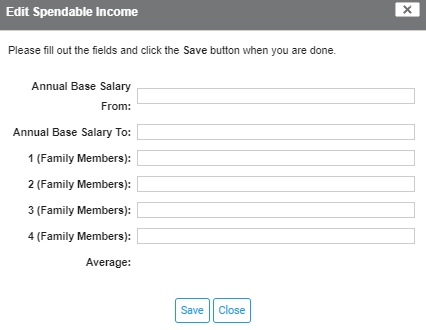 Edit Spendable Income
Please fill out the fields and click the Save button when you are done.
Annual Base Salary
From:
Annual Base Salary To:
1 (Family Members):
2 (Family Members):
3 (Family Members):
4 (Family Members):
Average:
Save Close